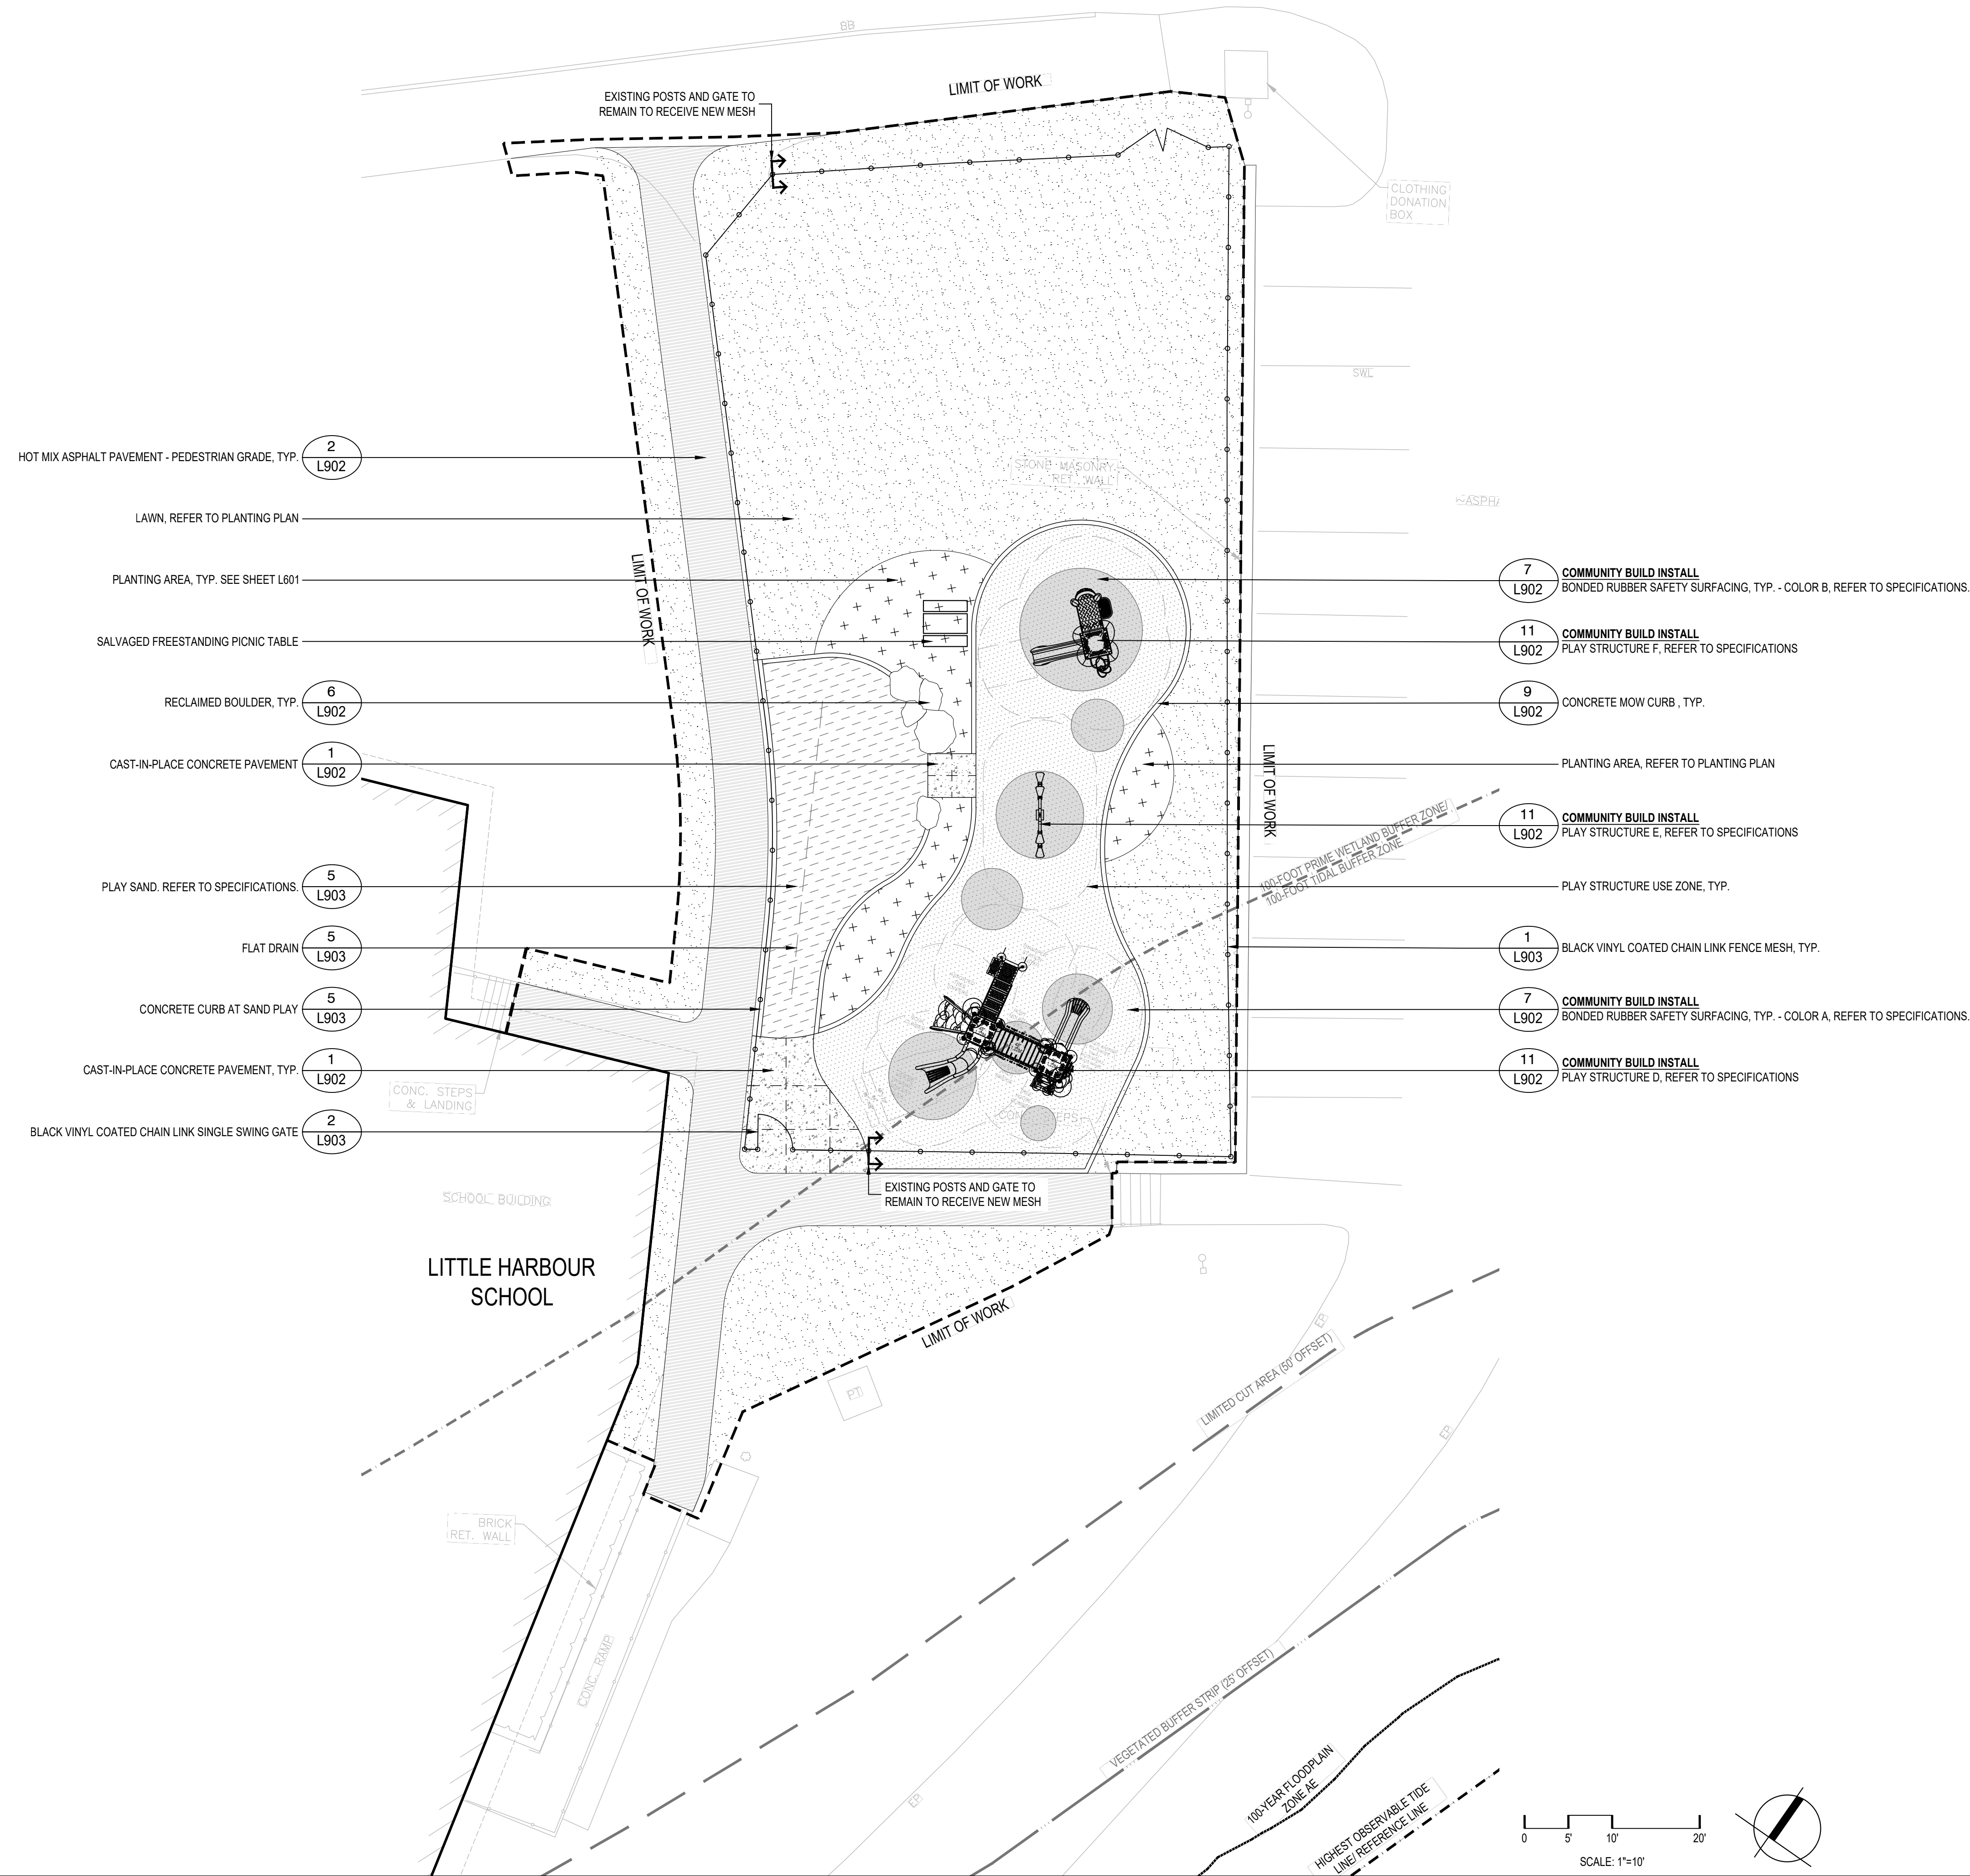 BB
LIMIT OF WORK
EXISTING POSTS AND GATE TO
REMAIN TO RECEIVE NEW MESH
CLOTHING
DONATION
BOX
SWL
STONE MASONRY
RET. WALL
HOT MIX ASPHALT PAVEMENT - PEDESTRIAN GRADE, TYP.
2
L902
LAWN, REFER TO PLANTING PLAN
PLANTING AREA, TYP. SEE SHEET L601
SALVAGED FREESTANDING PICNIC TABLE
RECLAIMED BOULDER, TYP.
6
L902
CAST-IN-PLACE CONCRETE PAVEMENT
1
L902
PLAY SAND. REFER TO SPECIFICATIONS.
5
L903
FLAT DRAIN
5
L903
CONCRETE CURB AT SAND PLAY
5
L903
CAST-IN-PLACE CONCRETE PAVEMENT, TYP.
1
L902
BLACK VINYL COATED CHAIN LINK SINGLE SWING GATE
2
L903
LIMIT OF WORK
LIMIT OF WORK
7
L902
COMMUNITY BUILD INSTALL
BONDED RUBBER SAFETY SURFACING, TYP. - COLOR B, REFER TO SPECIFICATIONS.
11
L902
COMMUNITY BUILD INSTALL
PLAY STRUCTURE F, REFER TO SPECIFICATIONS
9
L902
CONCRETE MOW CURB , TYP.
PLANTING AREA, REFER TO PLANTING PLAN
11
L902
COMMUNITY BUILD INSTALL
PLAY STRUCTURE E, REFER TO SPECIFICATIONS
100-FOOT PRIME WETLAND BUFFER ZONE/
100-FOOT TIDAL BUFFER ZONE
PLAY STRUCTURE USE ZONE, TYP.
1
L903
BLACK VINYL COATED CHAIN LINK FENCE MESH, TYP.
7
L902
COMMUNITY BUILD INSTALL
BONDED RUBBER SAFETY SURFACING, TYP. - COLOR A, REFER TO SPECIFICATIONS.
11
L902
COMMUNITY BUILD INSTALL
PLAY STRUCTURE D, REFER TO SPECIFICATIONS
CONC. STEPS
& LANDING
EXISTING POSTS AND GATE TO
REMAIN TO RECEIVE NEW MESH
SCHOOL BUILDING
LITTLE HARBOUR
SCHOOL
LIMIT OF WORK
PT
EP
LIMITED CUT AREA (50' OFFSET)
EP
BRICK
RET. WALL
CONC. RAMP
VEGETATED BUFFER STRIP (25' OFFSET)
EP
100-YEAR FLOODPLAIN
ZONE AE
HIGHEST OBSERVABLE TIDE
LINE/ REFERENCE LINE
0 5' 10' 20'
SCALE: 1"=10'